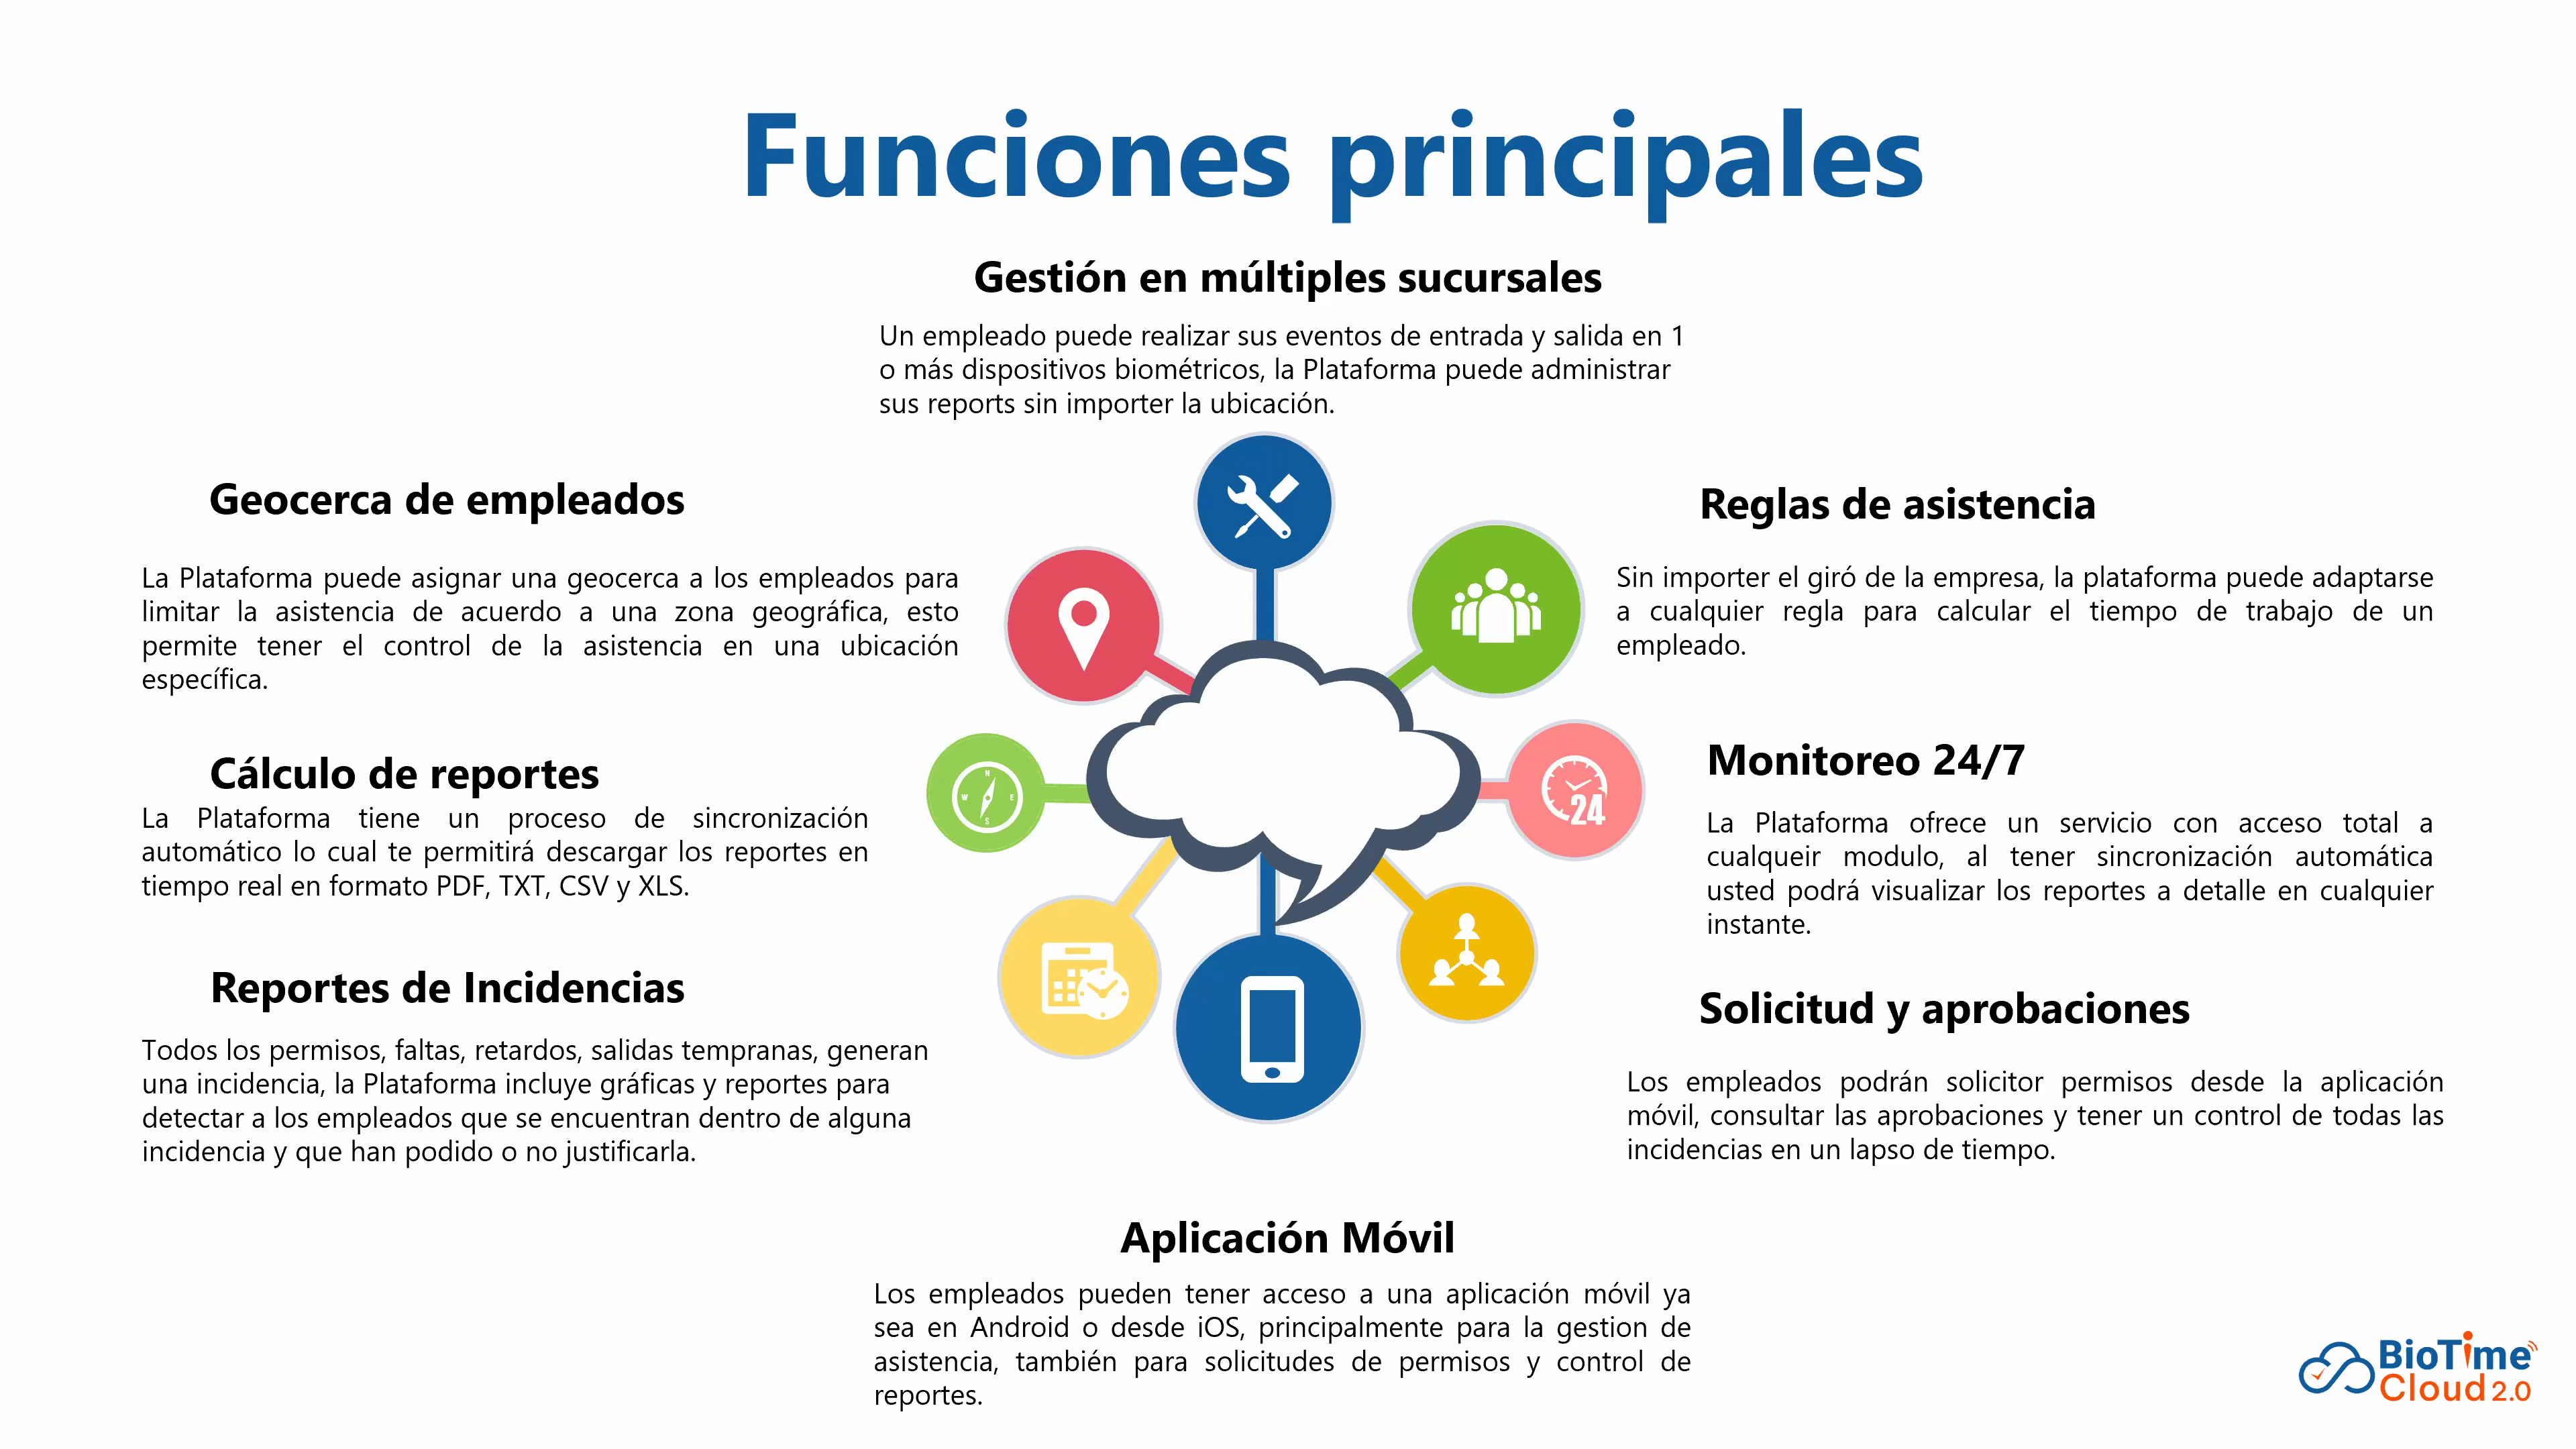 Funciones principales
Gestión en múltiples sucursales
Un empleado puede realizar sus eventos de entrada y salida en 1
o más dispositivos biométricos, la Plataforma puede administrar
sus reports sin importer la ubicación.
Geocerca de empleados
La Plataforma puede asignar una geocerca a los empleados para
limitar la asistencia de acuerdo a una zona geográfica, esto
permite tener el control de la asistencia en una ubicación
específica.
Cálculo de reportes
La Plataforma tiene un proceso de sincronización
automático lo cual te permitirá descargar los reportes en
tiempo real en formato PDF, TXT, CSV y XLS.
Reportes de Incidencias
Todos los permisos, faltas, retardos, salidas tempranas, generan
una incidencia, la Plataforma incluye gráficas y reportes para
detectar a los empleados que se encuentran dentro de alguna
incidencia y que han podido o no justificarla.
Reglas de asistencia
Sin importer el giró de la empresa, la plataforma puede adaptarse
a cualquier regla para calcular el tiempo de trabajo de un
empleado.
Monitoreo 24/7
La Plataforma ofrece un servicio con acceso total a
cualqueir modulo, al tener sincronización automática
usted podrá visualizar los reportes a detalle en cualquier
instante.
Solicitud y aprobaciones
Los empleados podrán solicitor permisos desde la aplicación
móvil, consultar las aprobaciones y tener un control de todas las
incidencias en un lapso de tiempo.
N
W E
S
24
Aplicación Móvil
Los empleados pueden tener acceso a una aplicación móvil ya
sea en Android o desde iOS, principalmente para la gestion de
asistencia, también para solicitudes de permisos y control de
reportes.
BioTime
Cloud 2.0